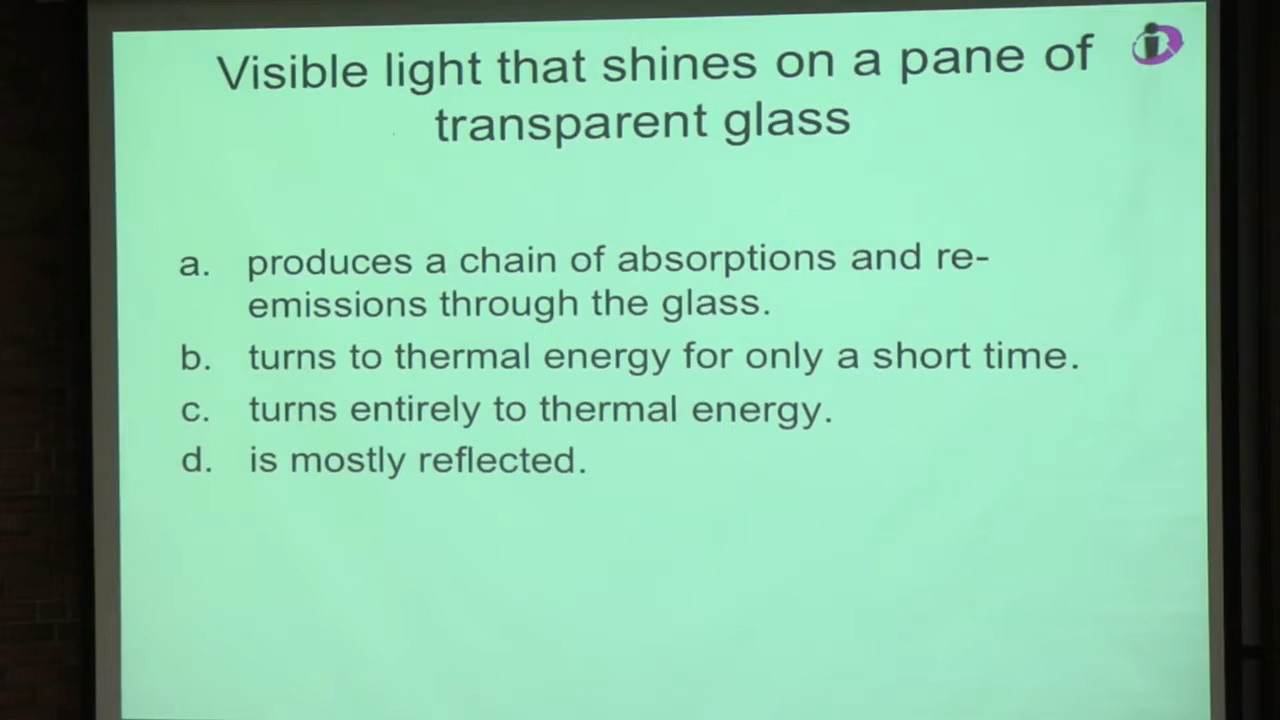 Visible light that shines on a pane of
transparent glass
a. produces a chain of absorptions and re-
emissions through the glass.
b. turns to thermal energy for only a short time.
c. turns entirely to thermal energy.
d. is mostly reflected.